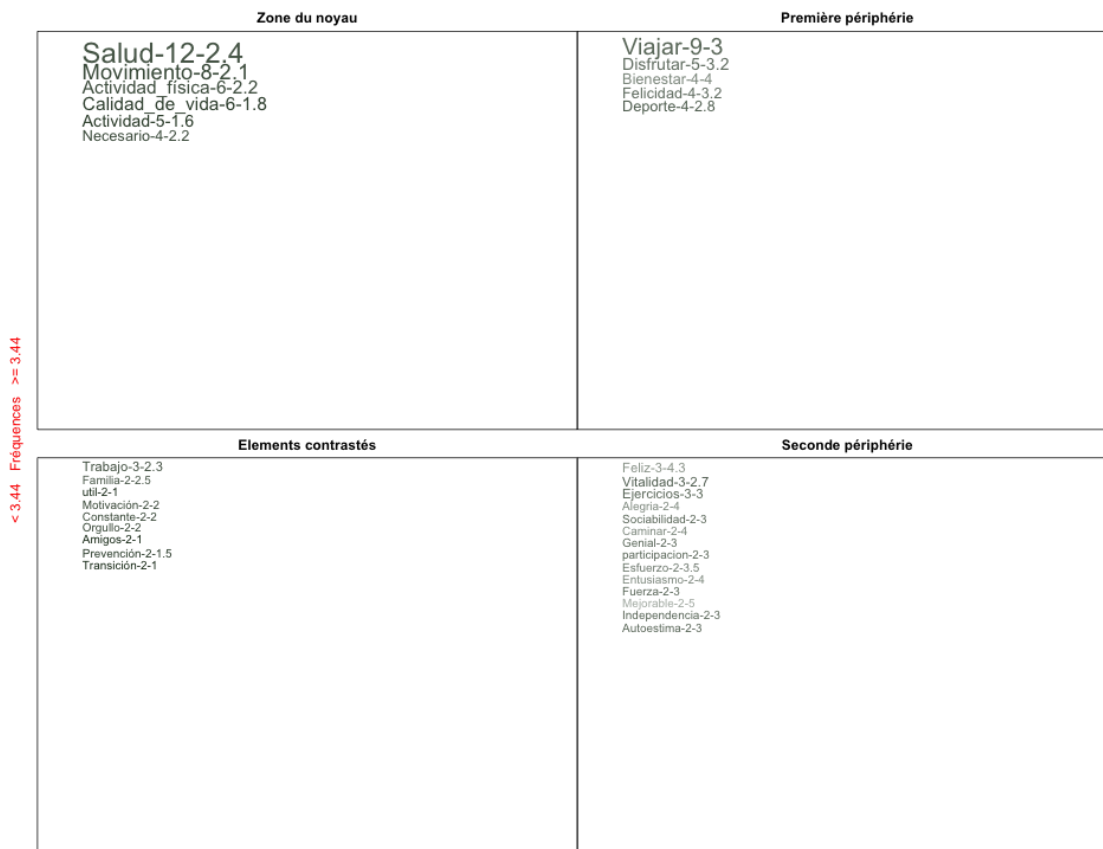 Zone du noyau
Salud-12-2.4
Movimiento-8-2.1
Actividad_física-6-2.2
Calidad_de_vida-6-1.8
Actividad-5-1.6
Necesario-4-2.2
Première périphérie
Viajar-9-3
Disfrutar-5-3.2
Bienestar-4-4
Felicidad-4-3.2
Deporte-4-2.8
< 3.44 Fréquences >= 3.44
Elements contrastés
Trabajo-3-2.3
Familia-2-2.5
util-2-1
Motivación-2-2
Constante-2-2
Orgullo-2-2
Amigos-2-1
Prevención-2-1.5
Transición-2-1
Seconde périphérie
Feliz-3-4.3
Vitalidad-3-2.7
Ejercicios-3-3
Alegria-2-4
Sociabilidad-2-3
Caminar-2-4
Genial-2-3
participacion-2-3
Esfuerzo-2-3.5
Entusiasmo-2-4
Fuerza-2-3
Mejorable-2-5
Independencia-2-3
Autoestima-2-3